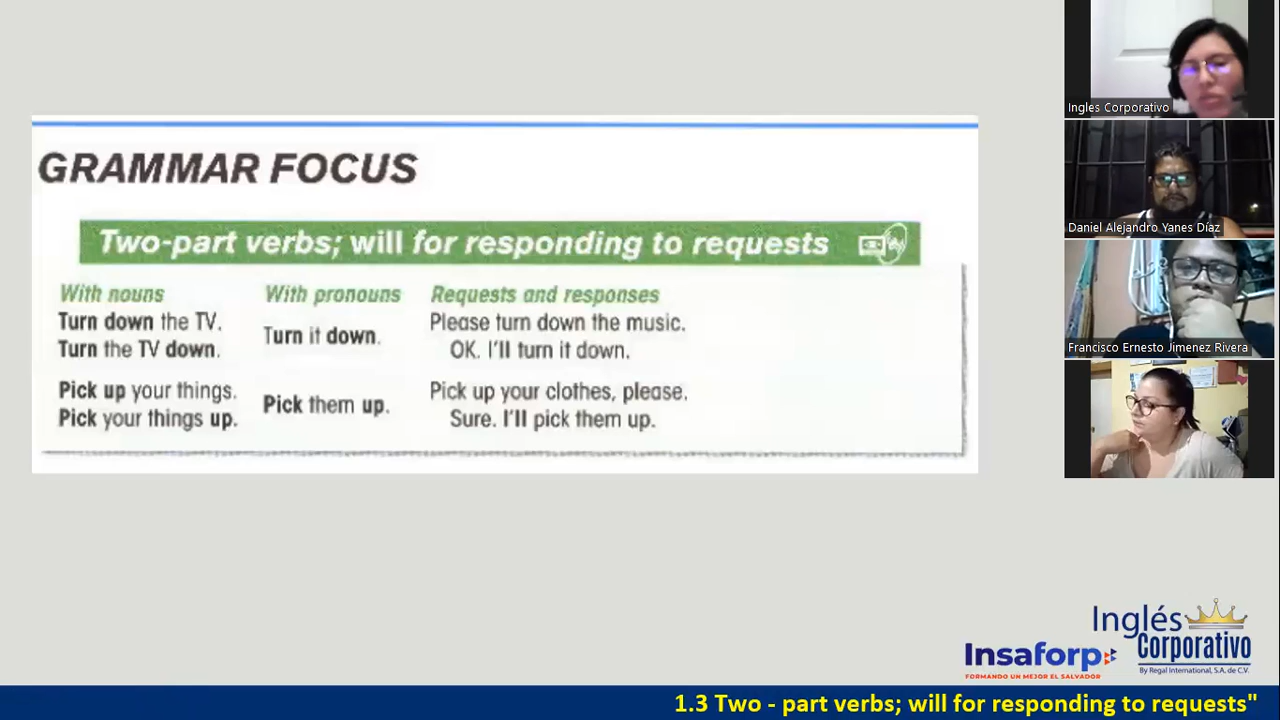 GRAMMAR FOCUS
Two-part verbs; will for responding to requests
With nouns
Turn down the TV.
Turn the TV down.
Pick up your things.
Pick your things up.
With pronouns
Turn it down.
Pick them up.
Requests and responses
Please turn down the music.
OK. I'll turn it down.
Pick up your clothes, please.
Sure. I'll pick them up.
Ingles Corporativo
Daniel Alejandro Yanes Díaz
Francisco Ernesto Jimenez Rivera
Insaforp
FORMANDO UN MEJOR EL SALVADOR
Inglés
Corporativo
By Regal International, S.A. de C.V.
1.3 Two - part verbs; will for responding to requests"